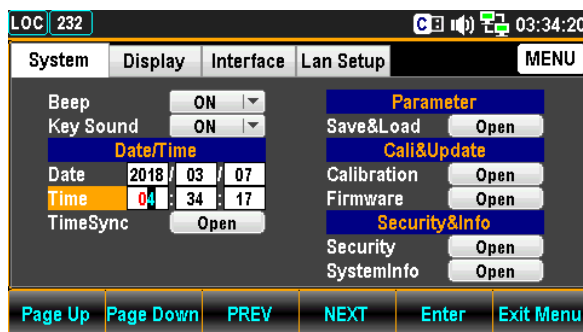 LOC 232 C 03:34:20
System Display Interface Lan Setup MENU
Beep ON
Key Sound ON
Date/Time
Date 2018 / 03 / 07
Time 04 : 34 : 17
TimeSync Open
Parameter
Save&Load Open
Cali&Update
Calibration Open
Firmware Open
Security&Info
Security Open
SystemInfo Open
Page Up Page Down PREV NEXT Enter Exit Menu